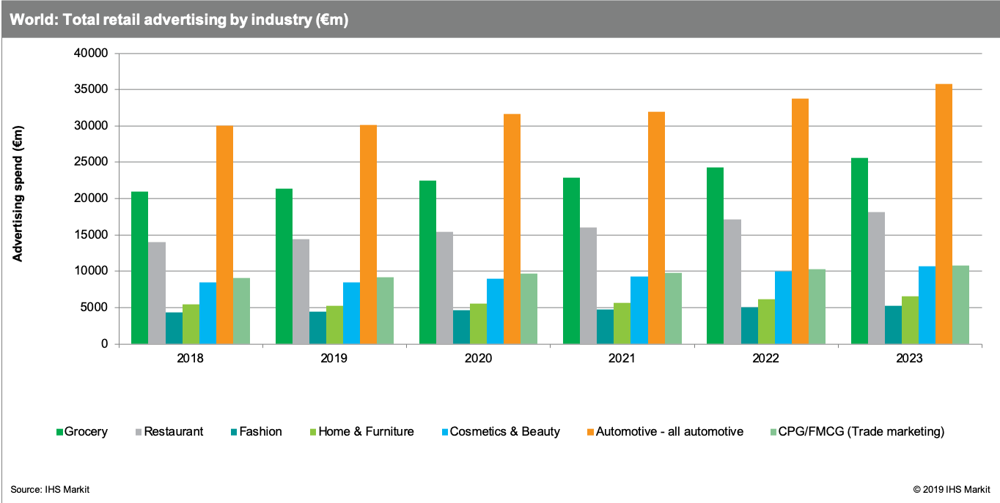 World: Total retail advertising by industry (€m)
40000
35000
30000
25000
20000
15000
10000
5000
0
Advertising spend (€m)
2018 2019 2020 2021 2022 2023
Grocery Restaurant Fashion Home & Furniture Cosmetics & Beauty Automotive - all automotive CPG/FMCG (Trade marketing)
Source: IHS Markit © 2019 IHS Markit